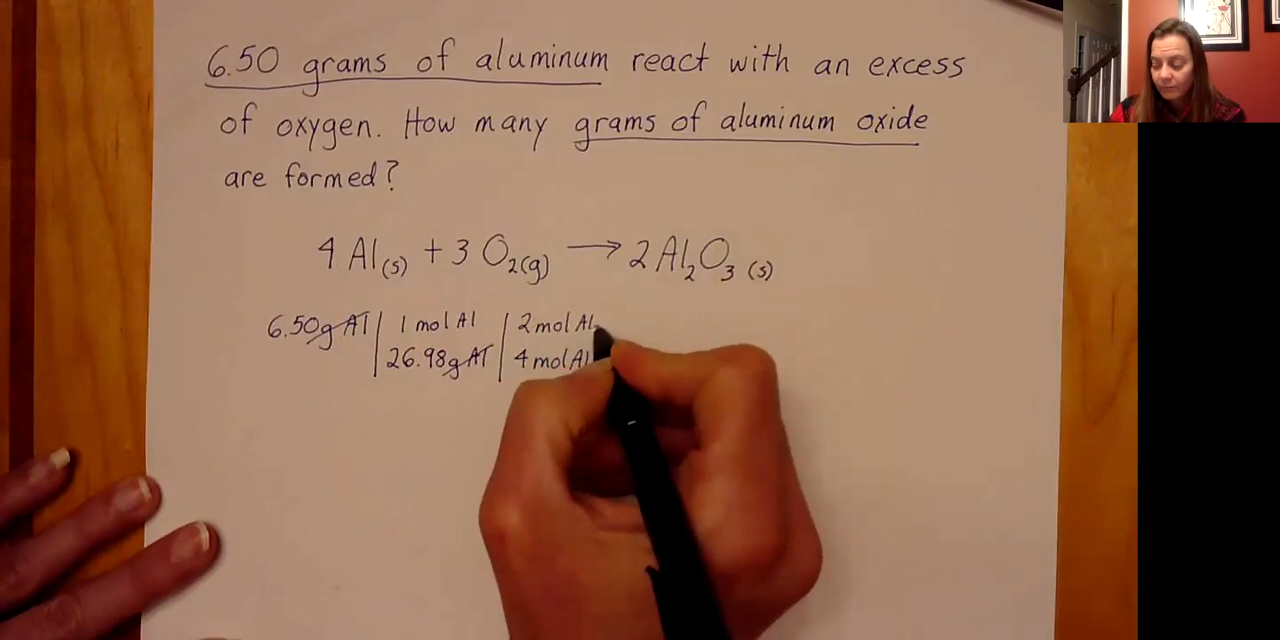 6.50 grams of aluminum react with an excess
of oxygen. How many grams of aluminum oxide
are formed?
4 Al(s) + 3 O₂(g) → 2 Al₂O₃ (s)
6.50g Al | 1 mol Al | 2 mol Al₂
26.98g Al | 4 mol Al